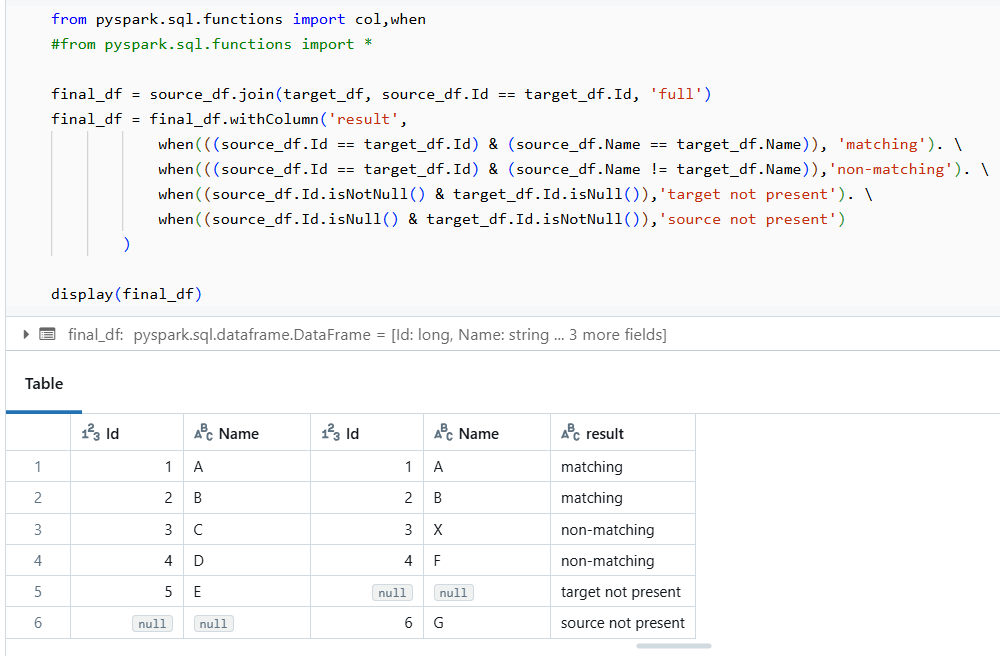 from pyspark.sql.functions import col,when
#from pyspark.sql.functions import *
final_df = source_df.join(target_df, source_df.Id == target_df.Id, 'full')
final_df = final_df.withColumn('result',
when(((source_df.Id == target_df.Id) & (source_df.Name == target_df.Name)), 'matching'). \
when(((source_df.Id == target_df.Id) & (source_df.Name != target_df.Name)),'non-matching'). \
when((source_df.Id.isNotNull() & target_df.Id.isNull()),'target not present'). \
when((source_df.Id.isNull() & target_df.Id.isNotNull()),'source not present')
)
display(final_df)
final_df: pyspark.sql.dataframe.DataFrame = [Id: long, Name: string ... 3 more fields]
Table
123 Id ABC Name 123 Id ABC Name ABC result
1 1 A 1 A matching
2 2 B 2 B matching
3 3 C 3 X non-matching
4 4 D 4 F non-matching
5 5 E null null target not present
6 null null 6 G source not present